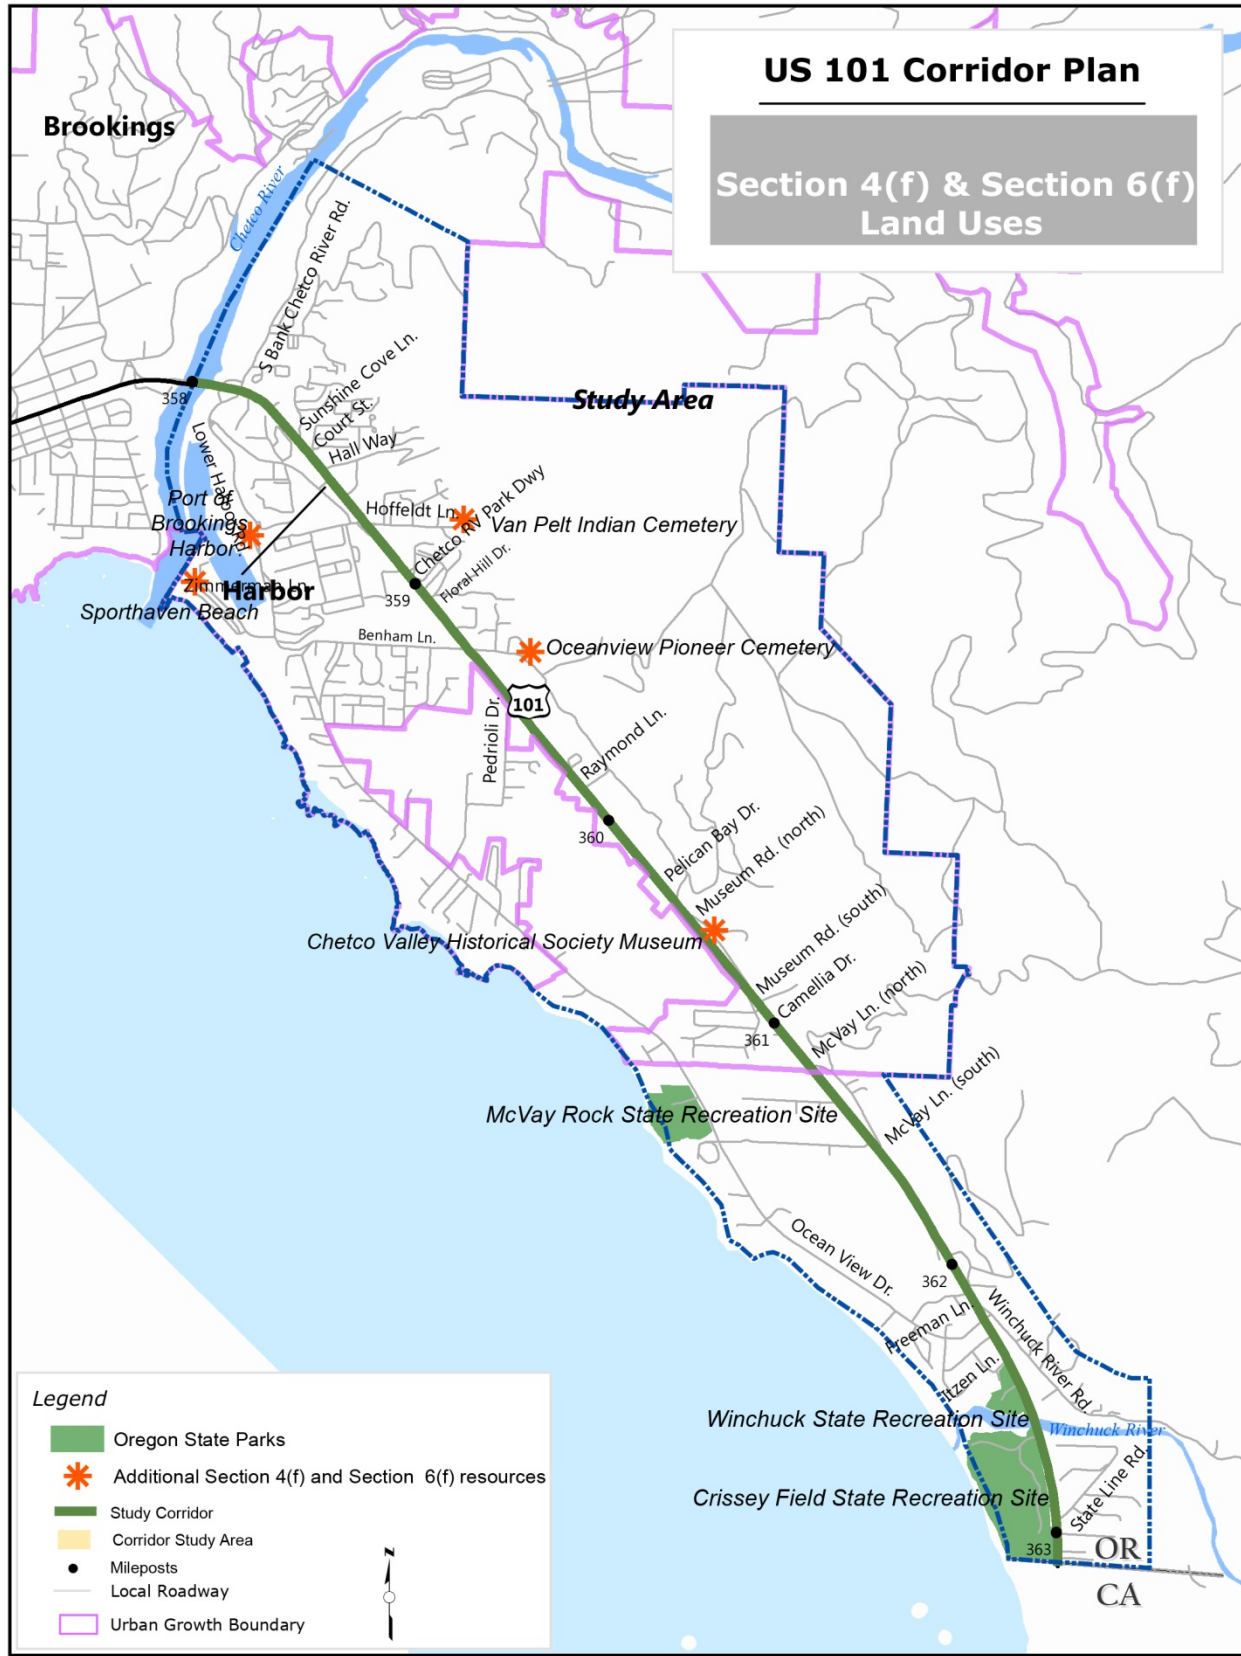 US 101 Corridor Plan
Section 4(f) & Section 6(f)
Land Uses
Brookings
Chetco River
S Bank Chetco River Rd.
358
Sunshine Cove Ln.
Court St.
Hall Way
Study Area
Lower Harbor Rd.
Port of
Brookings
Harbor
Hoffeldt Ln.
Chetco RV Park Dwy
Van Pelt Indian Cemetery
Floral Hill Dr.
Zimmerman Ln.
Harbor
359
Sporthaven Beach
Benham Ln.
Oceanview Pioneer Cemetery
101
Pedrioli Dr.
Raymond Ln.
360
Pelican Bay Dr.
Museum Rd. (north)
Chetco Valley Historical Society Museum
Museum Rd. (south)
Camellia Dr.
361
McVay Ln. (north)
McVay Ln. (south)
McVay Rock State Recreation Site
Ocean View Dr.
362
Freeman Ln.
Winchuck River Rd.
Itzen Ln.
Winchuck State Recreation Site
Winchuck River
Crissey Field State Recreation Site
State Line Rd.
363
OR
CA
Legend
Oregon State Parks
Additional Section 4(f) and Section 6(f) resources
Study Corridor
Corridor Study Area
Mileposts
Local Roadway
Urban Growth Boundary
N